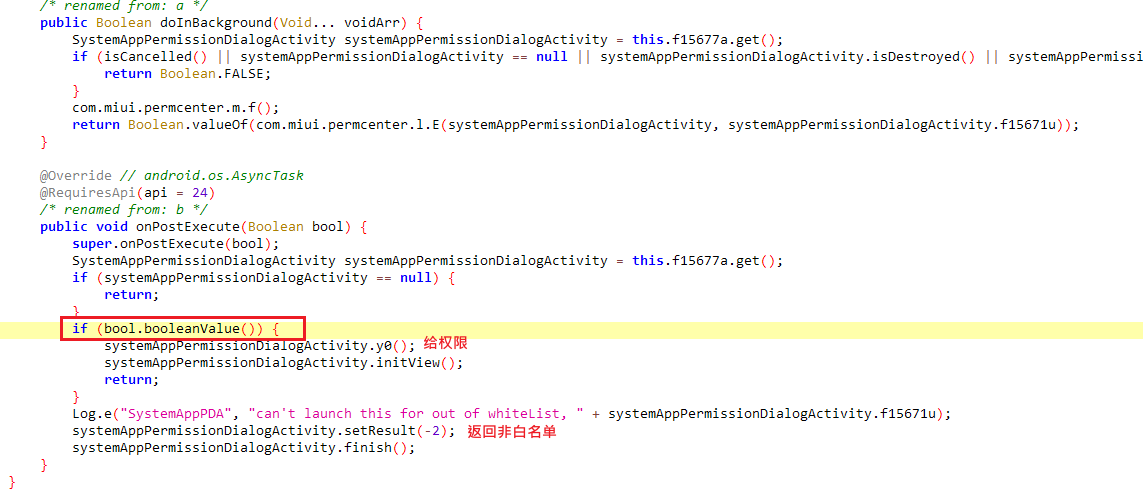 /* renamed from: a */
public Boolean doInBackground(Void... voidArr) {
SystemAppPermissionDialogActivity systemAppPermissionDialogActivity = this.f15677a.get();
if (isCancelled() || systemAppPermissionDialogActivity == null || systemAppPermissionDialogActivity.isDestroyed() || systemAppPermissi
return Boolean.FALSE;
}
com.miui.permcenter.m.f();
return Boolean.valueOf(com.miui.permcenter.l.E(systemAppPermissionDialogActivity, systemAppPermissionDialogActivity.f15671u));
}
@Override // android.os.AsyncTask
@RequiresApi(api = 24)
/* renamed from: b */
public void onPostExecute(Boolean bool) {
super.onPostExecute(bool);
SystemAppPermissionDialogActivity systemAppPermissionDialogActivity = this.f15677a.get();
if (systemAppPermissionDialogActivity == null) {
return;
}
if (bool.booleanValue()) {
systemAppPermissionDialogActivity.y0(); 给权限
systemAppPermissionDialogActivity.initView();
return;
}
Log.e("SystemAppPDA", "can't launch this for out of whiteList, " + systemAppPermissionDialogActivity.f15671u);
systemAppPermissionDialogActivity.setResult(-2); 返回非白名单
systemAppPermissionDialogActivity.finish();
}
}